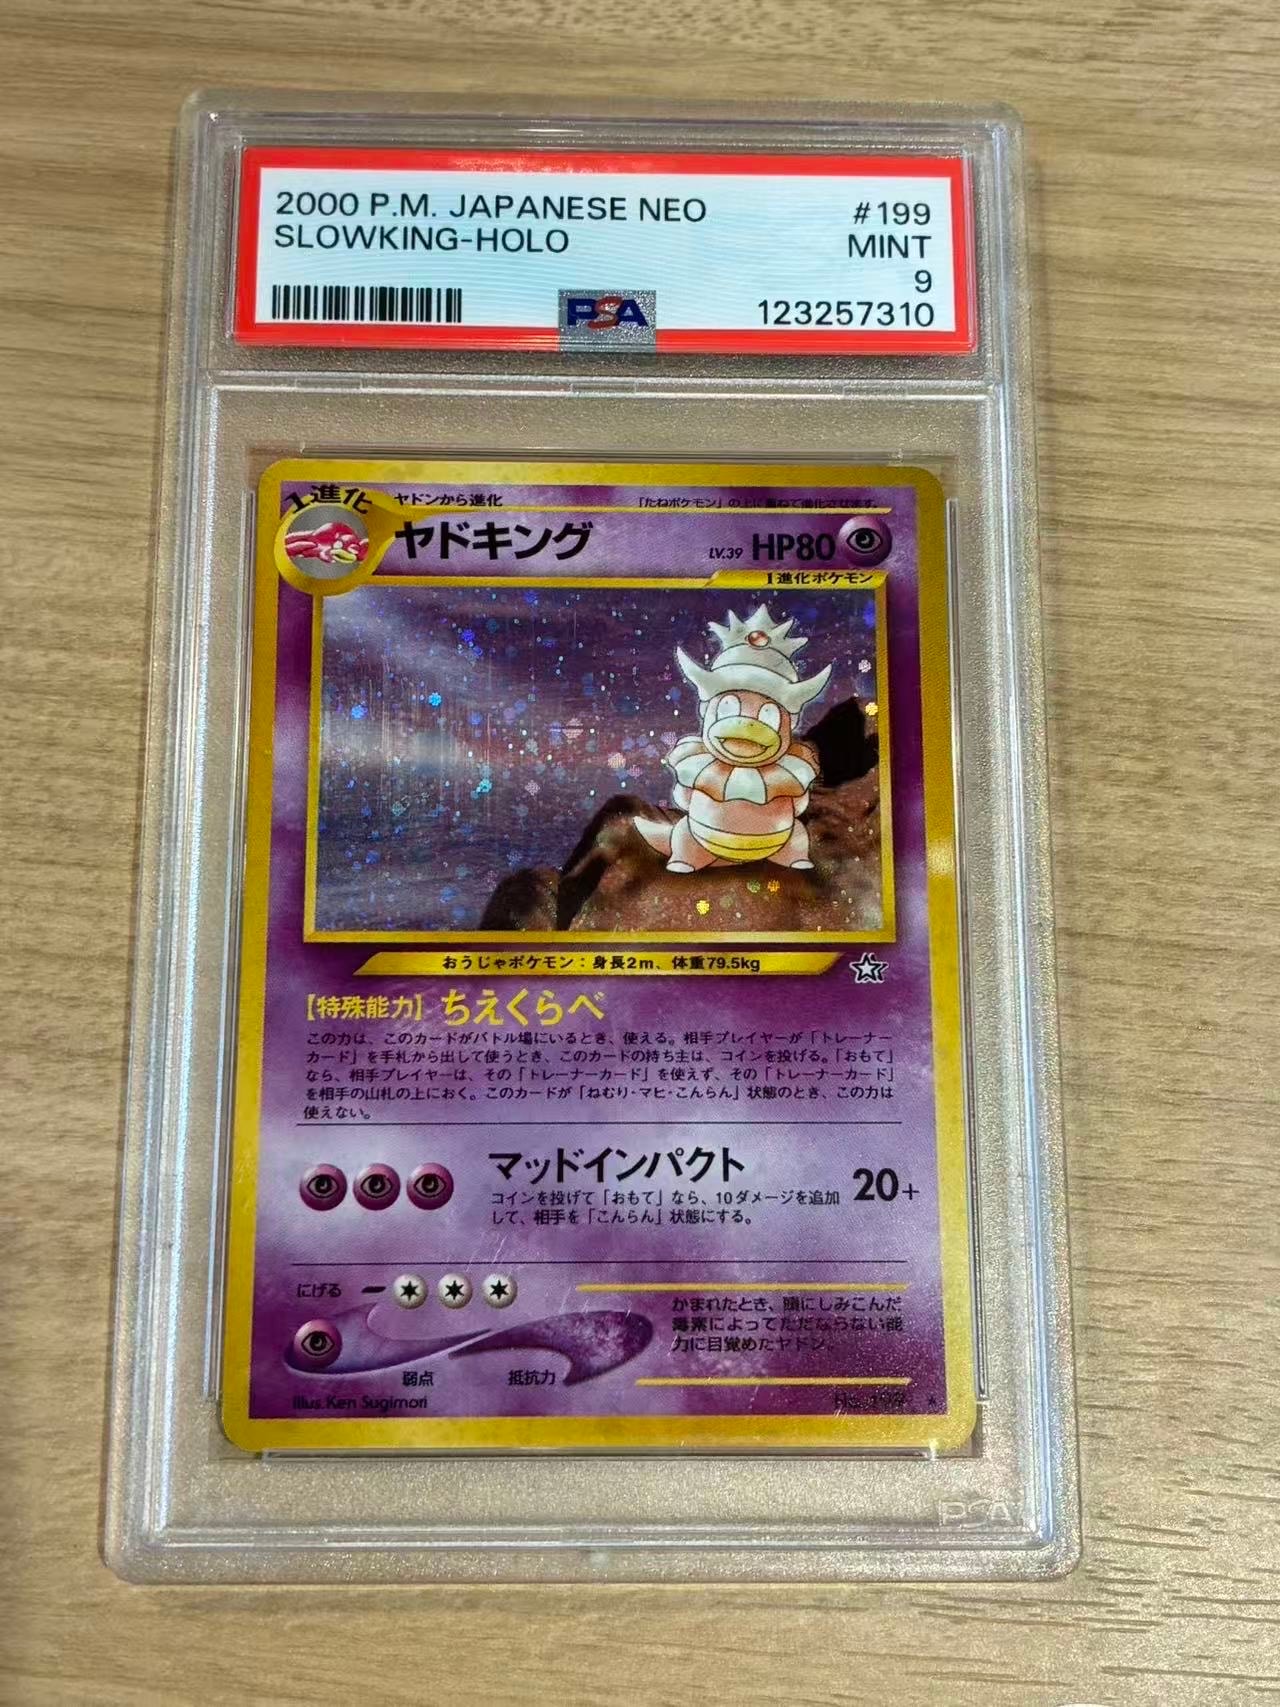 2000 P.M. JAPANESE NEO #199
SLOWKING-HOLO MINT
9
PSA 123257310
1進化 ヤドンから進化 「たねポケモン」の上に重ねて進化させます。
ヤドキング LV.39 HP80
1進化ポケモン
おうじゃポケモン：身長2m、体重79.5kg
【特殊能力】ちえくらべ
この力は、このカードがバトル場にいるとき、使える。相手プレイヤーが「トレーナー
カード」を手札から出して使うとき、このカードの持ち主は、コインを投げる。「おもて」
なら、相手プレイヤーは、その「トレーナーカード」を使えず、その「トレーナーカード」
を相手の山札の上におく。このカードが「ねむり・マヒ・こんらん」状態のとき、この力は
使えない。
マッドインパクト 20+
コインを投げて「おもて」なら、10ダメージを追加
して、相手を「こんらん」状態にする。
にげる
かまれたとき、頭にしみこんだ
毒素によってただならない能
力に目覚めたヤドン。
弱点 抵抗力
Illus. Ken Sugimori No. 199 ★
PSA